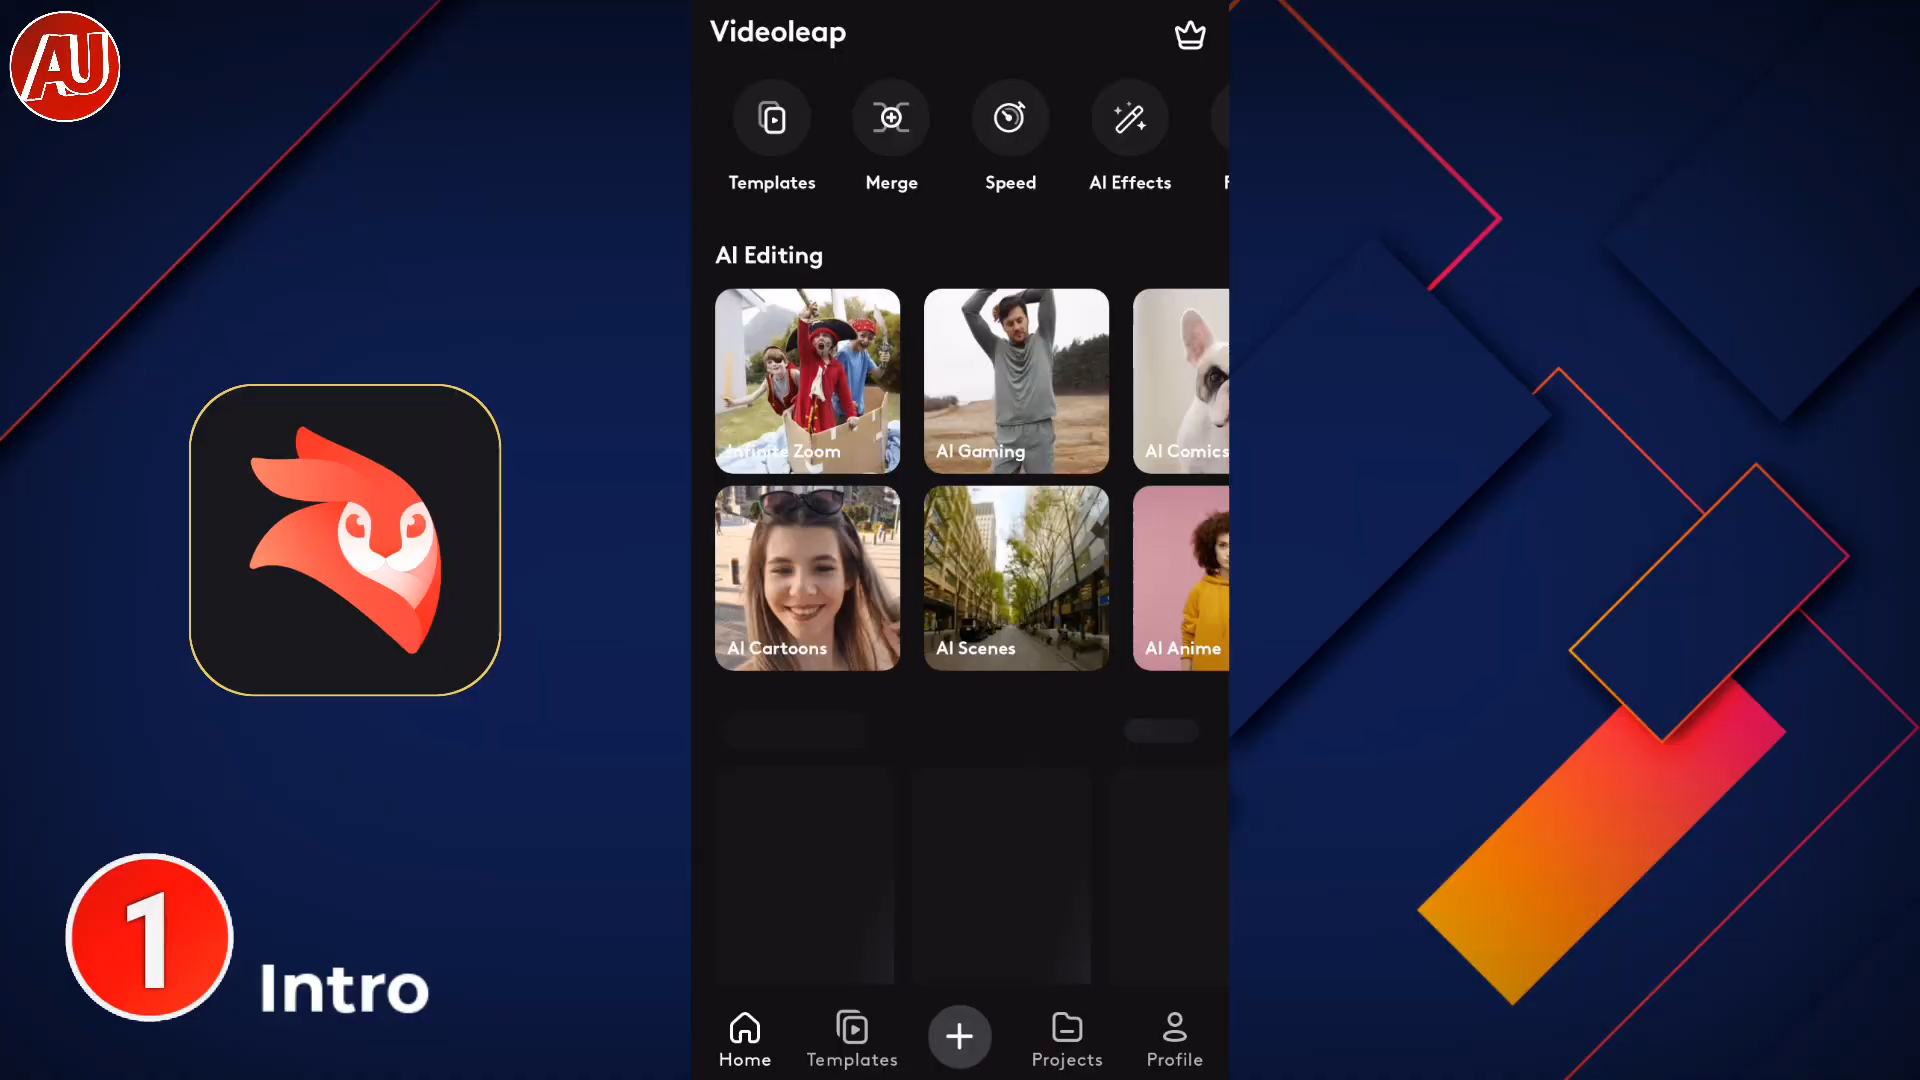 AU
Videoleap
Templates
Merge
Speed
AI Effects
AI Editing
Infinite Zoom
AI Gaming
AI Comics
AI Cartoons
AI Scenes
AI Anime
1
Intro
Home
Templates
Projects
Profile